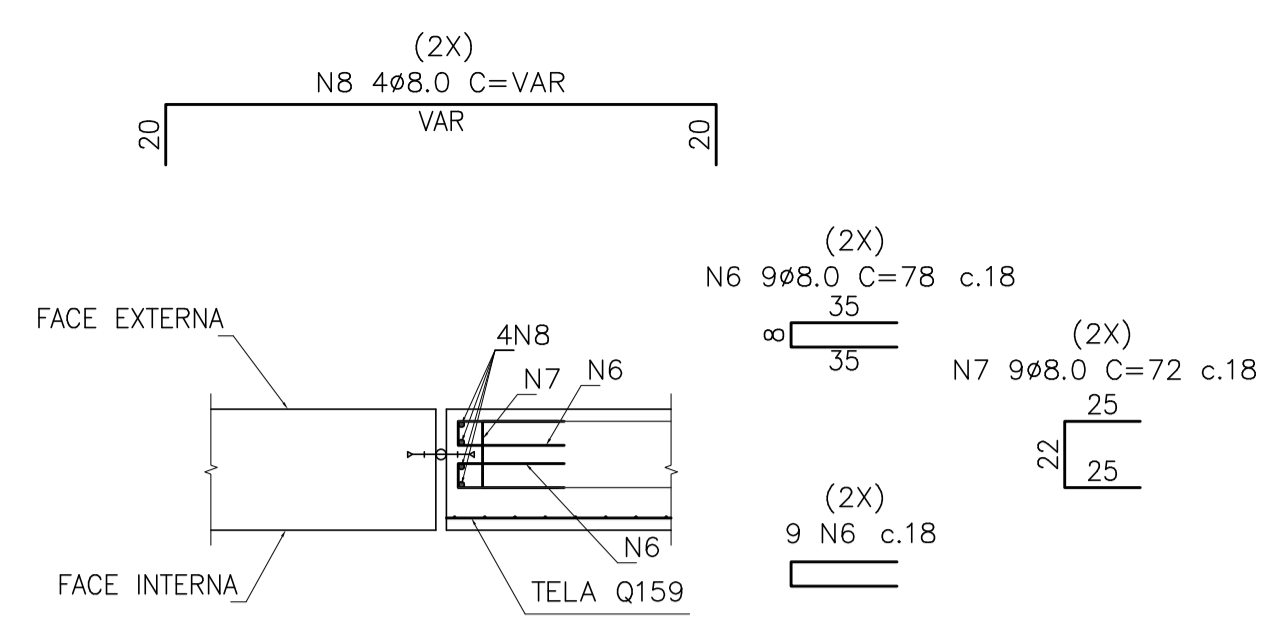 (2X)
N8 4ø8.0 C=VAR
VAR
20
20
(2X)
N6 9ø8.0 C=78 c.18
35
8
35
(2X)
N7 9ø8.0 C=72 c.18
25
22
25
FACE EXTERNA
4N8
N7
N6
(2X)
9 N6 c.18
N6
FACE INTERNA
TELA Q159